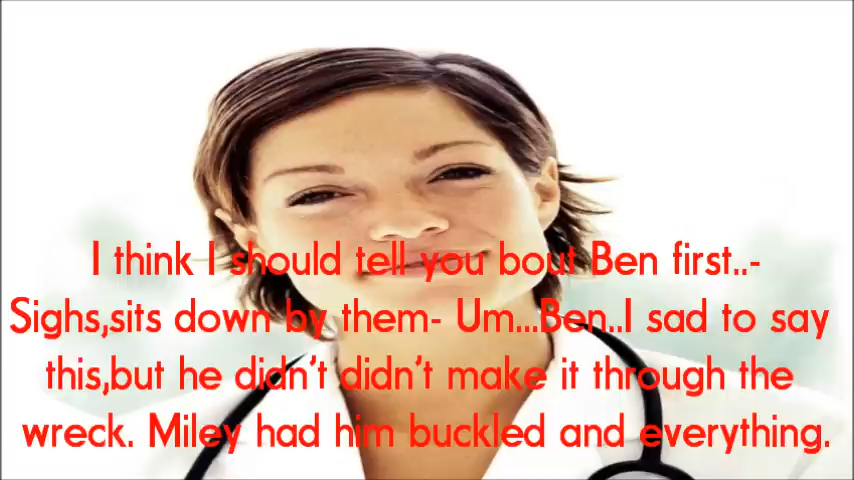 I think I should tell you bout Ben first..-
Sighs,sits down by them- Um...Ben..I sad to say
this,but he didn't didn't make it through the
wreck. Miley had him buckled and everything.